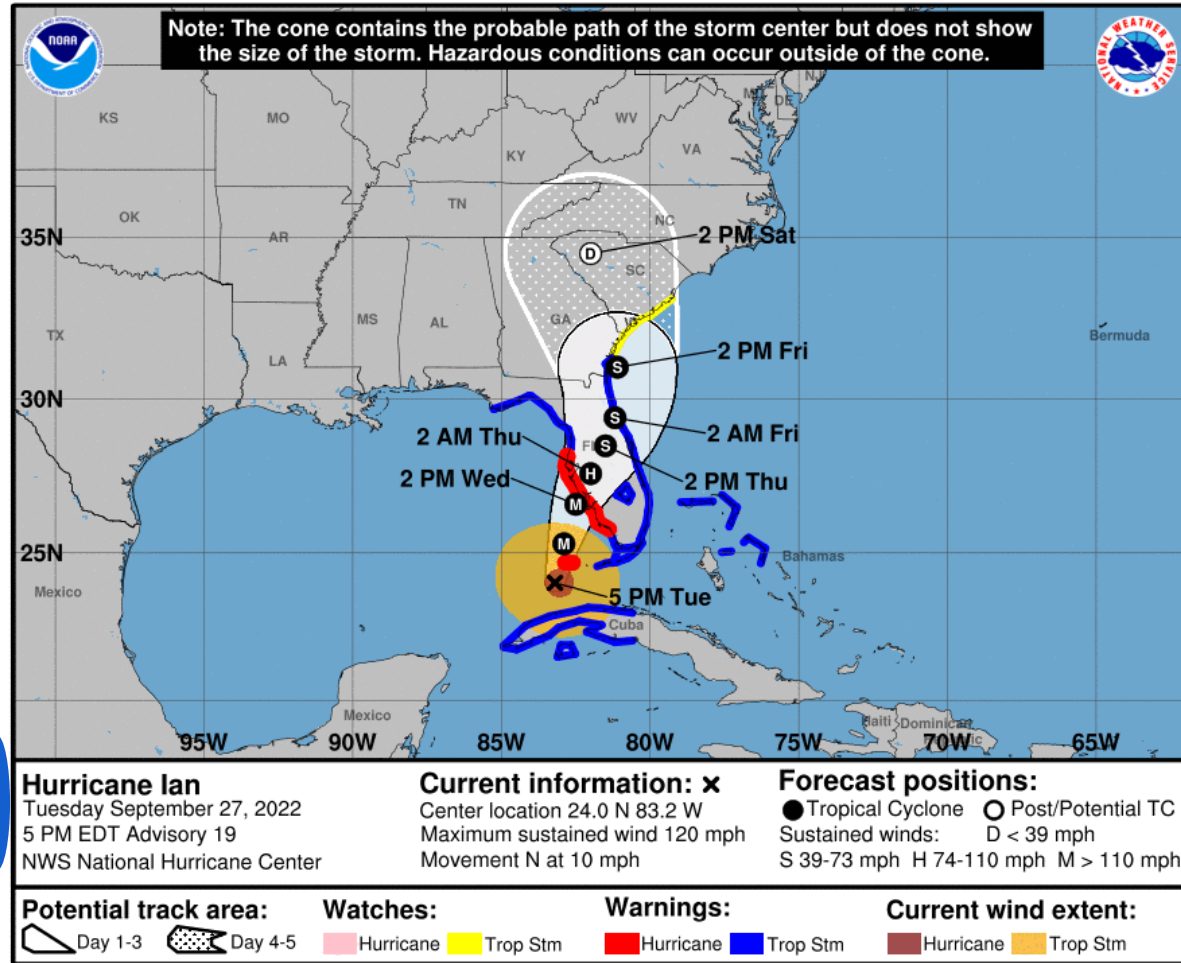 Note: The cone contains the probable path of the storm center but does not show
the size of the storm. Hazardous conditions can occur outside of the cone.
NOAA
NATIONAL WEATHER SERVICE
NJ
DE
KS
MO
WV
VA
KY
OK
TN
NC
AR
35N
2 PM Sat
D
SC
MS
AL
GA
TX
LA
Bermuda
S
2 PM Fri
30N
S
2 AM Fri
2 AM Thu
S
H
2 PM Thu
2 PM Wed
M
25N
M
Bahamas
Mexico
5 PM Tue
Cuba
Mexico
Haiti
Dominican
95W
90W
85W
80W
75W
70W
65W
Hurricane Ian
Tuesday September 27, 2022
5 PM EDT Advisory 19
NWS National Hurricane Center
Current information: ×
Center location 24.0 N 83.2 W
Maximum sustained wind 120 mph
Movement N at 10 mph
Forecast positions:
Tropical Cyclone Post/Potential TC
Sustained winds: D < 39 mph
S 39-73 mph H 74-110 mph M > 110 mph
Potential track area:
Day 1-3 Day 4-5
Watches:
Hurricane Trop Stm
Warnings:
Hurricane Trop Stm
Current wind extent:
Hurricane Trop Stm